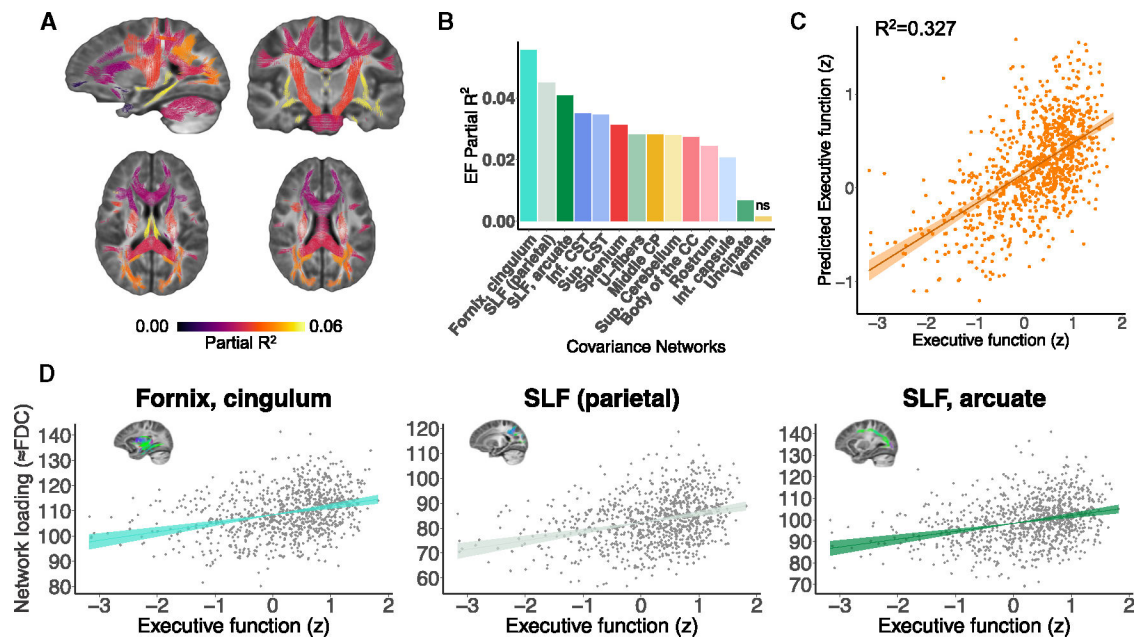 A
0.00
0.06
Partial R²
B
EF Partial R²
0.04
0.02
0.00
ns
Fornix, cingulum
SLF (parietal)
SLF, arcuate
Inf. CST
Sup. CST
Splenium
U-fibers
Middle CP
Sup. Cerebellum
Body of the CC
Rostrum
Int. capsule
Uncinate
Vermis
Covariance Networks
C
R²=0.327
Predicted Executive function (z)
1
0
−1
−3 −2 −1 0 1 2
Executive function (z)
D
Fornix, cingulum
Network loading (≈FDC)
140
130
120
110
100
90
80
−3 −2 −1 0 1 2
Executive function (z)
SLF (parietal)
120
110
100
90
80
70
60
−3 −2 −1 0 1 2
Executive function (z)
SLF, arcuate
140
130
120
110
100
90
80
70
−3 −2 −1 0 1 2
Executive function (z)